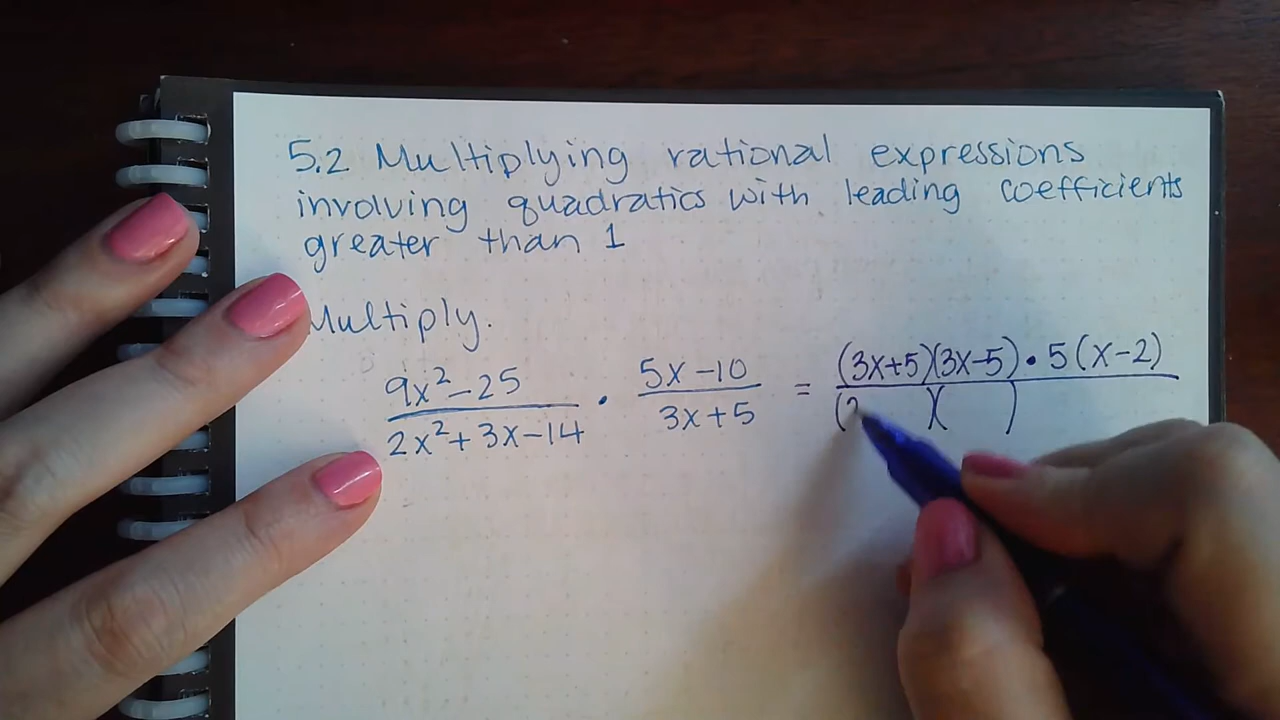 5.2 Multiplying rational expressions
involving quadratics with leading coefficients
greater than 1
Multiply.
9x² - 25 / 2x² + 3x - 14 · 5x - 10 / 3x + 5 = (3x+5)(3x-5) · 5(x-2) / (2 )( )